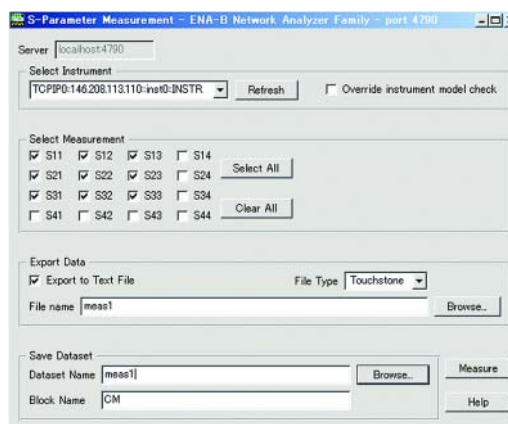 S-Parameter Measurement - ENA-B Network Analyzer Family - port 4790
Server localhost:4790
Select Instrument
TCPIP0::146.208.113.110::inst0::INSTR Refresh Override instrument model check
Select Measurement
S11 S12 S13 S14
S21 S22 S23 S24 Select All
S31 S32 S33 S34
S41 S42 S43 S44 Clear All
Export Data
Export to Text File File Type Touchstone
File name meas1 Browse..
Save Dataset
Dataset Name meas1 Browse.. Measure
Block Name CM Help